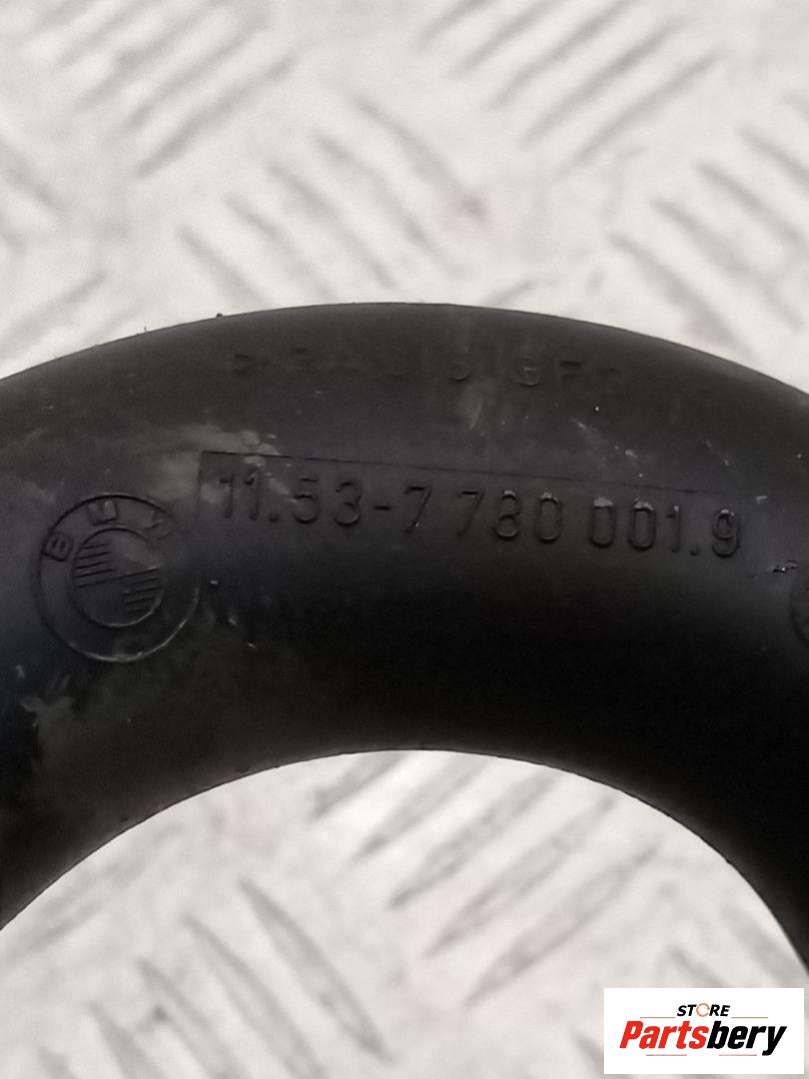 BMW
11.53-7 780 001.9
STORE
Partsbery